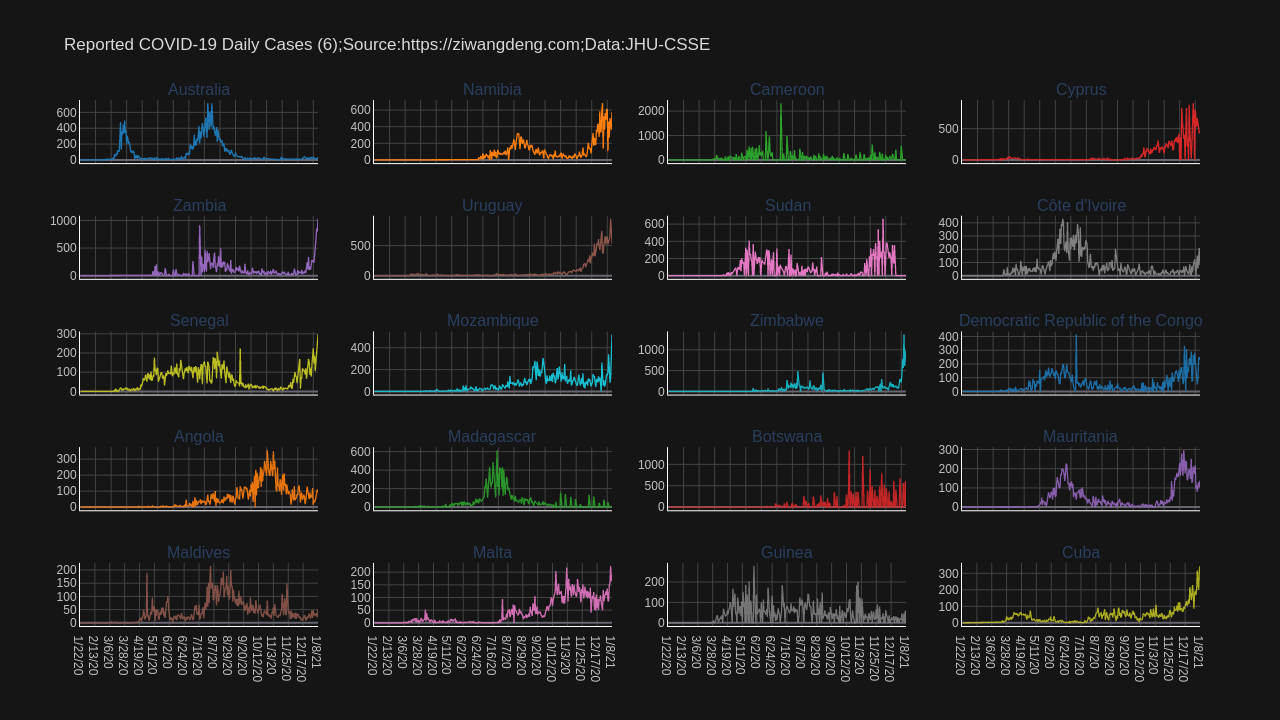 Reported COVID-19 Daily Cases (6);Source:https://ziwangdeng.com;Data:JHU-CSSE
Australia Namibia Cameroon Cyprus
600 400 200 0
600 400 200 0
2000 1000 0
500 0
Zambia Uruguay Sudan Côte d'Ivoire
1000 500 0
500 0
600 400 200 0
400 300 200 100 0
Senegal Mozambique Zimbabwe Democratic Republic of the Congo
300 200 100 0
400 200 0
1000 500 0
400 300 200 100 0
Angola Madagascar Botswana Mauritania
300 200 100 0
600 400 200 0
1000 500 0
300 200 100 0
Maldives Malta Guinea Cuba
200 150 100 50 0
200 150 100 50 0
200 100 0
300 200 100 0
1/22/20 2/13/20 3/6/20 3/28/20 4/19/20 5/11/20 6/2/20 6/24/20 7/16/20 8/7/20 8/29/20 9/20/20 10/12/20 11/3/20 11/25/20 12/17/20 1/8/21
1/22/20 2/13/20 3/6/20 3/28/20 4/19/20 5/11/20 6/2/20 6/24/20 7/16/20 8/7/20 8/29/20 9/20/20 10/12/20 11/3/20 11/25/20 12/17/20 1/8/21
1/22/20 2/13/20 3/6/20 3/28/20 4/19/20 5/11/20 6/2/20 6/24/20 7/16/20 8/7/20 8/29/20 9/20/20 10/12/20 11/3/20 11/25/20 12/17/20 1/8/21
1/22/20 2/13/20 3/6/20 3/28/20 4/19/20 5/11/20 6/2/20 6/24/20 7/16/20 8/7/20 8/29/20 9/20/20 10/12/20 11/3/20 11/25/20 12/17/20 1/8/21